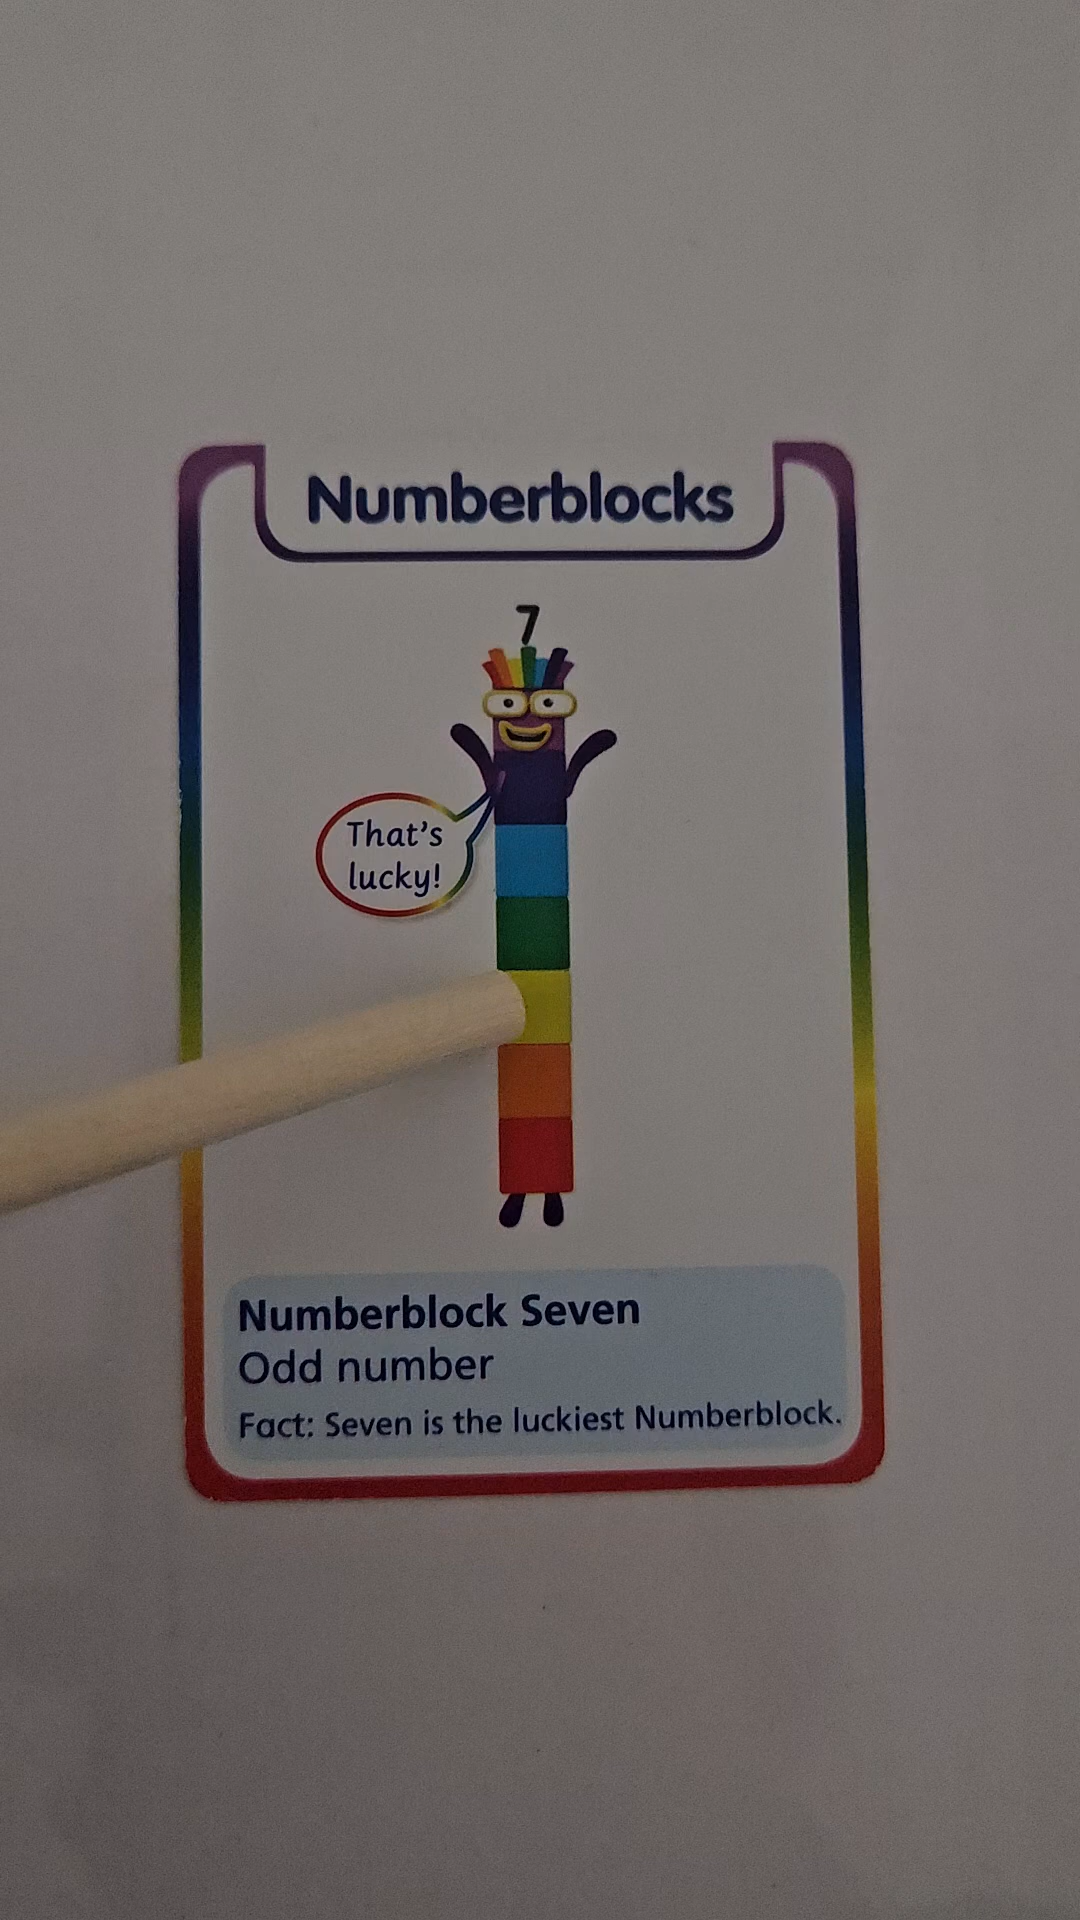 Numberblocks
7
That's
lucky!
Numberblock Seven
Odd number
Fact: Seven is the luckiest Numberblock.